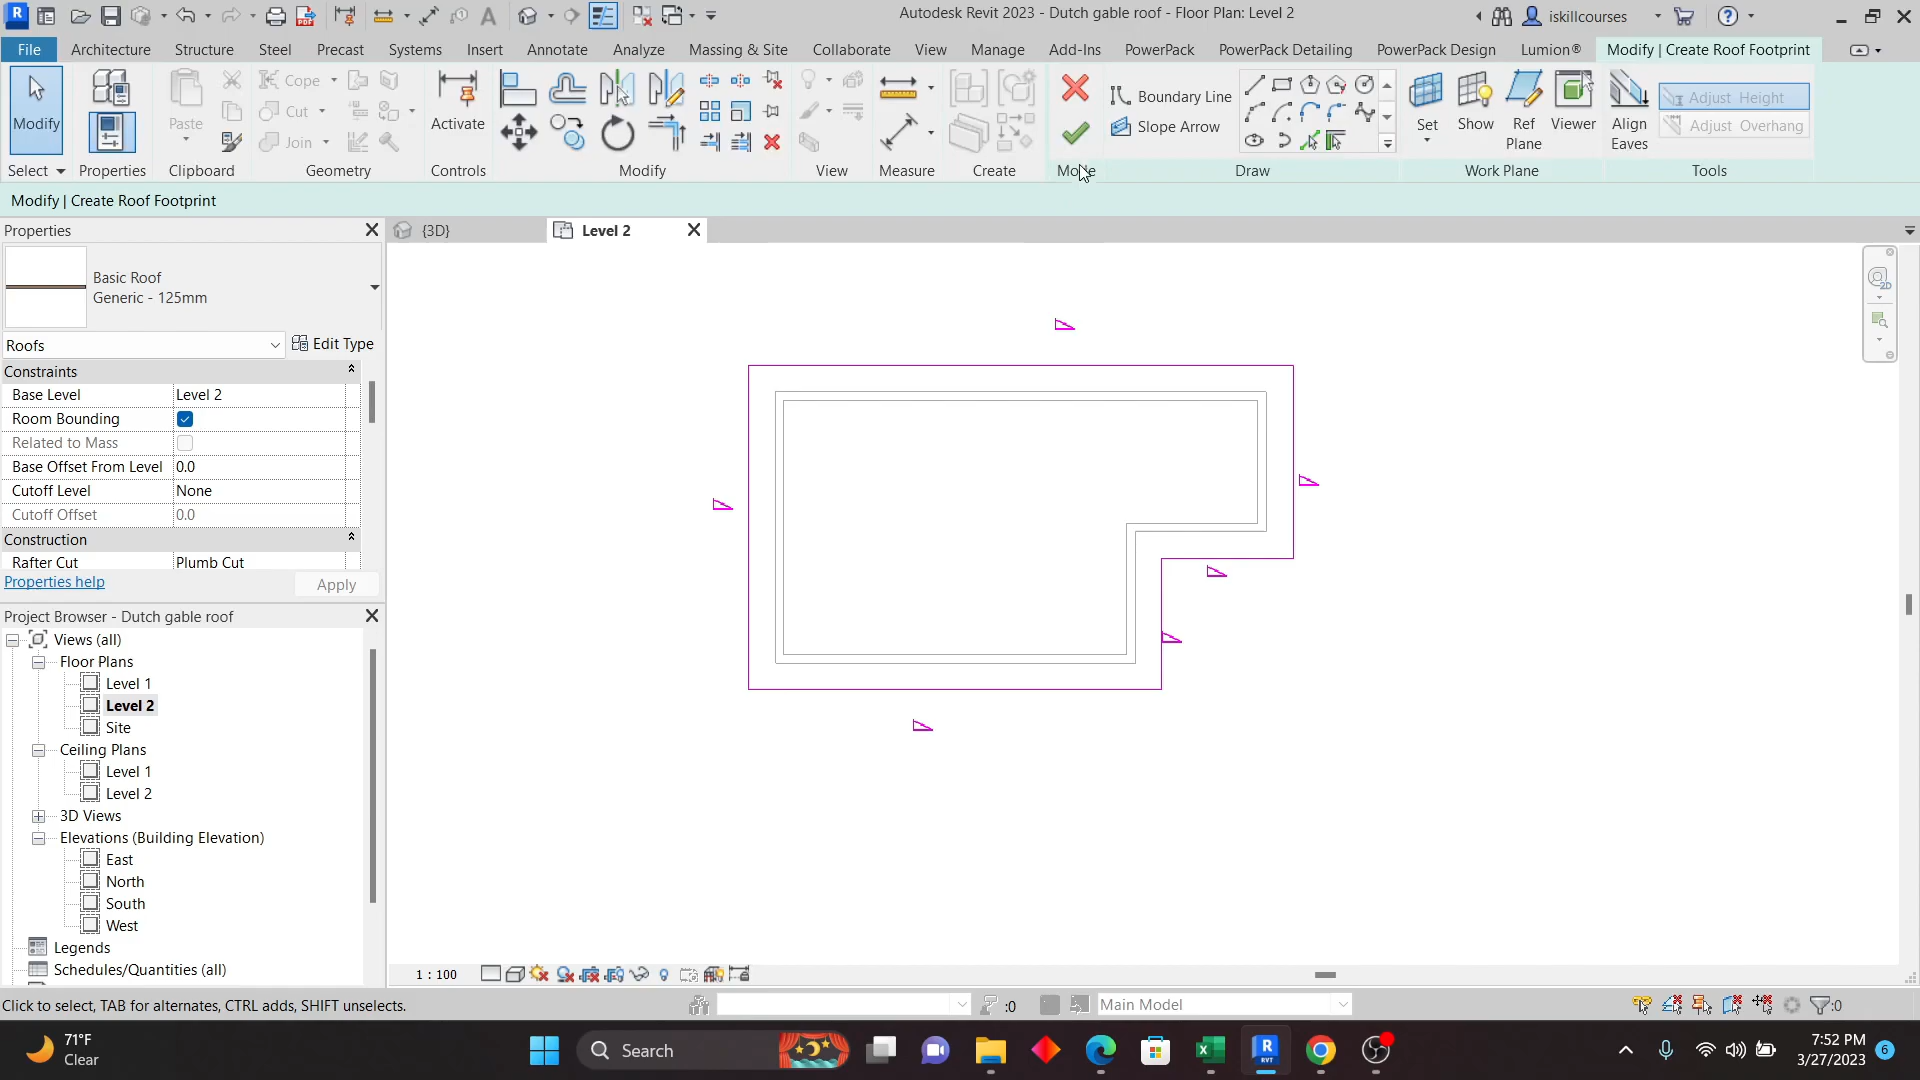 Autodesk Revit 2023 - Dutch gable roof - Floor Plan: Level 2
iskillcourses
File Architecture Structure Steel Precast Systems Insert Annotate Analyze Massing & Site Collaborate View Manage Add-Ins PowerPack PowerPack Detailing PowerPack Design Lumion® Modify | Create Roof Footprint
Modify
Paste
Cope
Cut
Join
Activate
Boundary Line
Slope Arrow
Set
Show
Ref
Plane
Viewer
Align
Eaves
Adjust Height
Adjust Overhang
Select Properties Clipboard Geometry Controls Modify View Measure Create Draw Work Plane Tools
Modify | Create Roof Footprint
Properties
{3D}
Level 2
Basic Roof
Generic - 125mm
Roofs
Edit Type
Constraints
Base Level Level 2
Room Bounding
Related to Mass
Base Offset From Level 0.0
Cutoff Level None
Cutoff Offset 0.0
Construction
Rafter Cut Plumb Cut
Properties help
Apply
Project Browser - Dutch gable roof
Views (all)
Floor Plans
Level 1
Level 2
Site
Ceiling Plans
Level 1
Level 2
3D Views
Elevations (Building Elevation)
East
North
South
West
Legends
Schedules/Quantities (all)
1 : 100
Click to select, TAB for alternates, CTRL adds, SHIFT unselects.
:0
Main Model
:0
71°F
Clear
Search
7:52 PM
3/27/2023
6